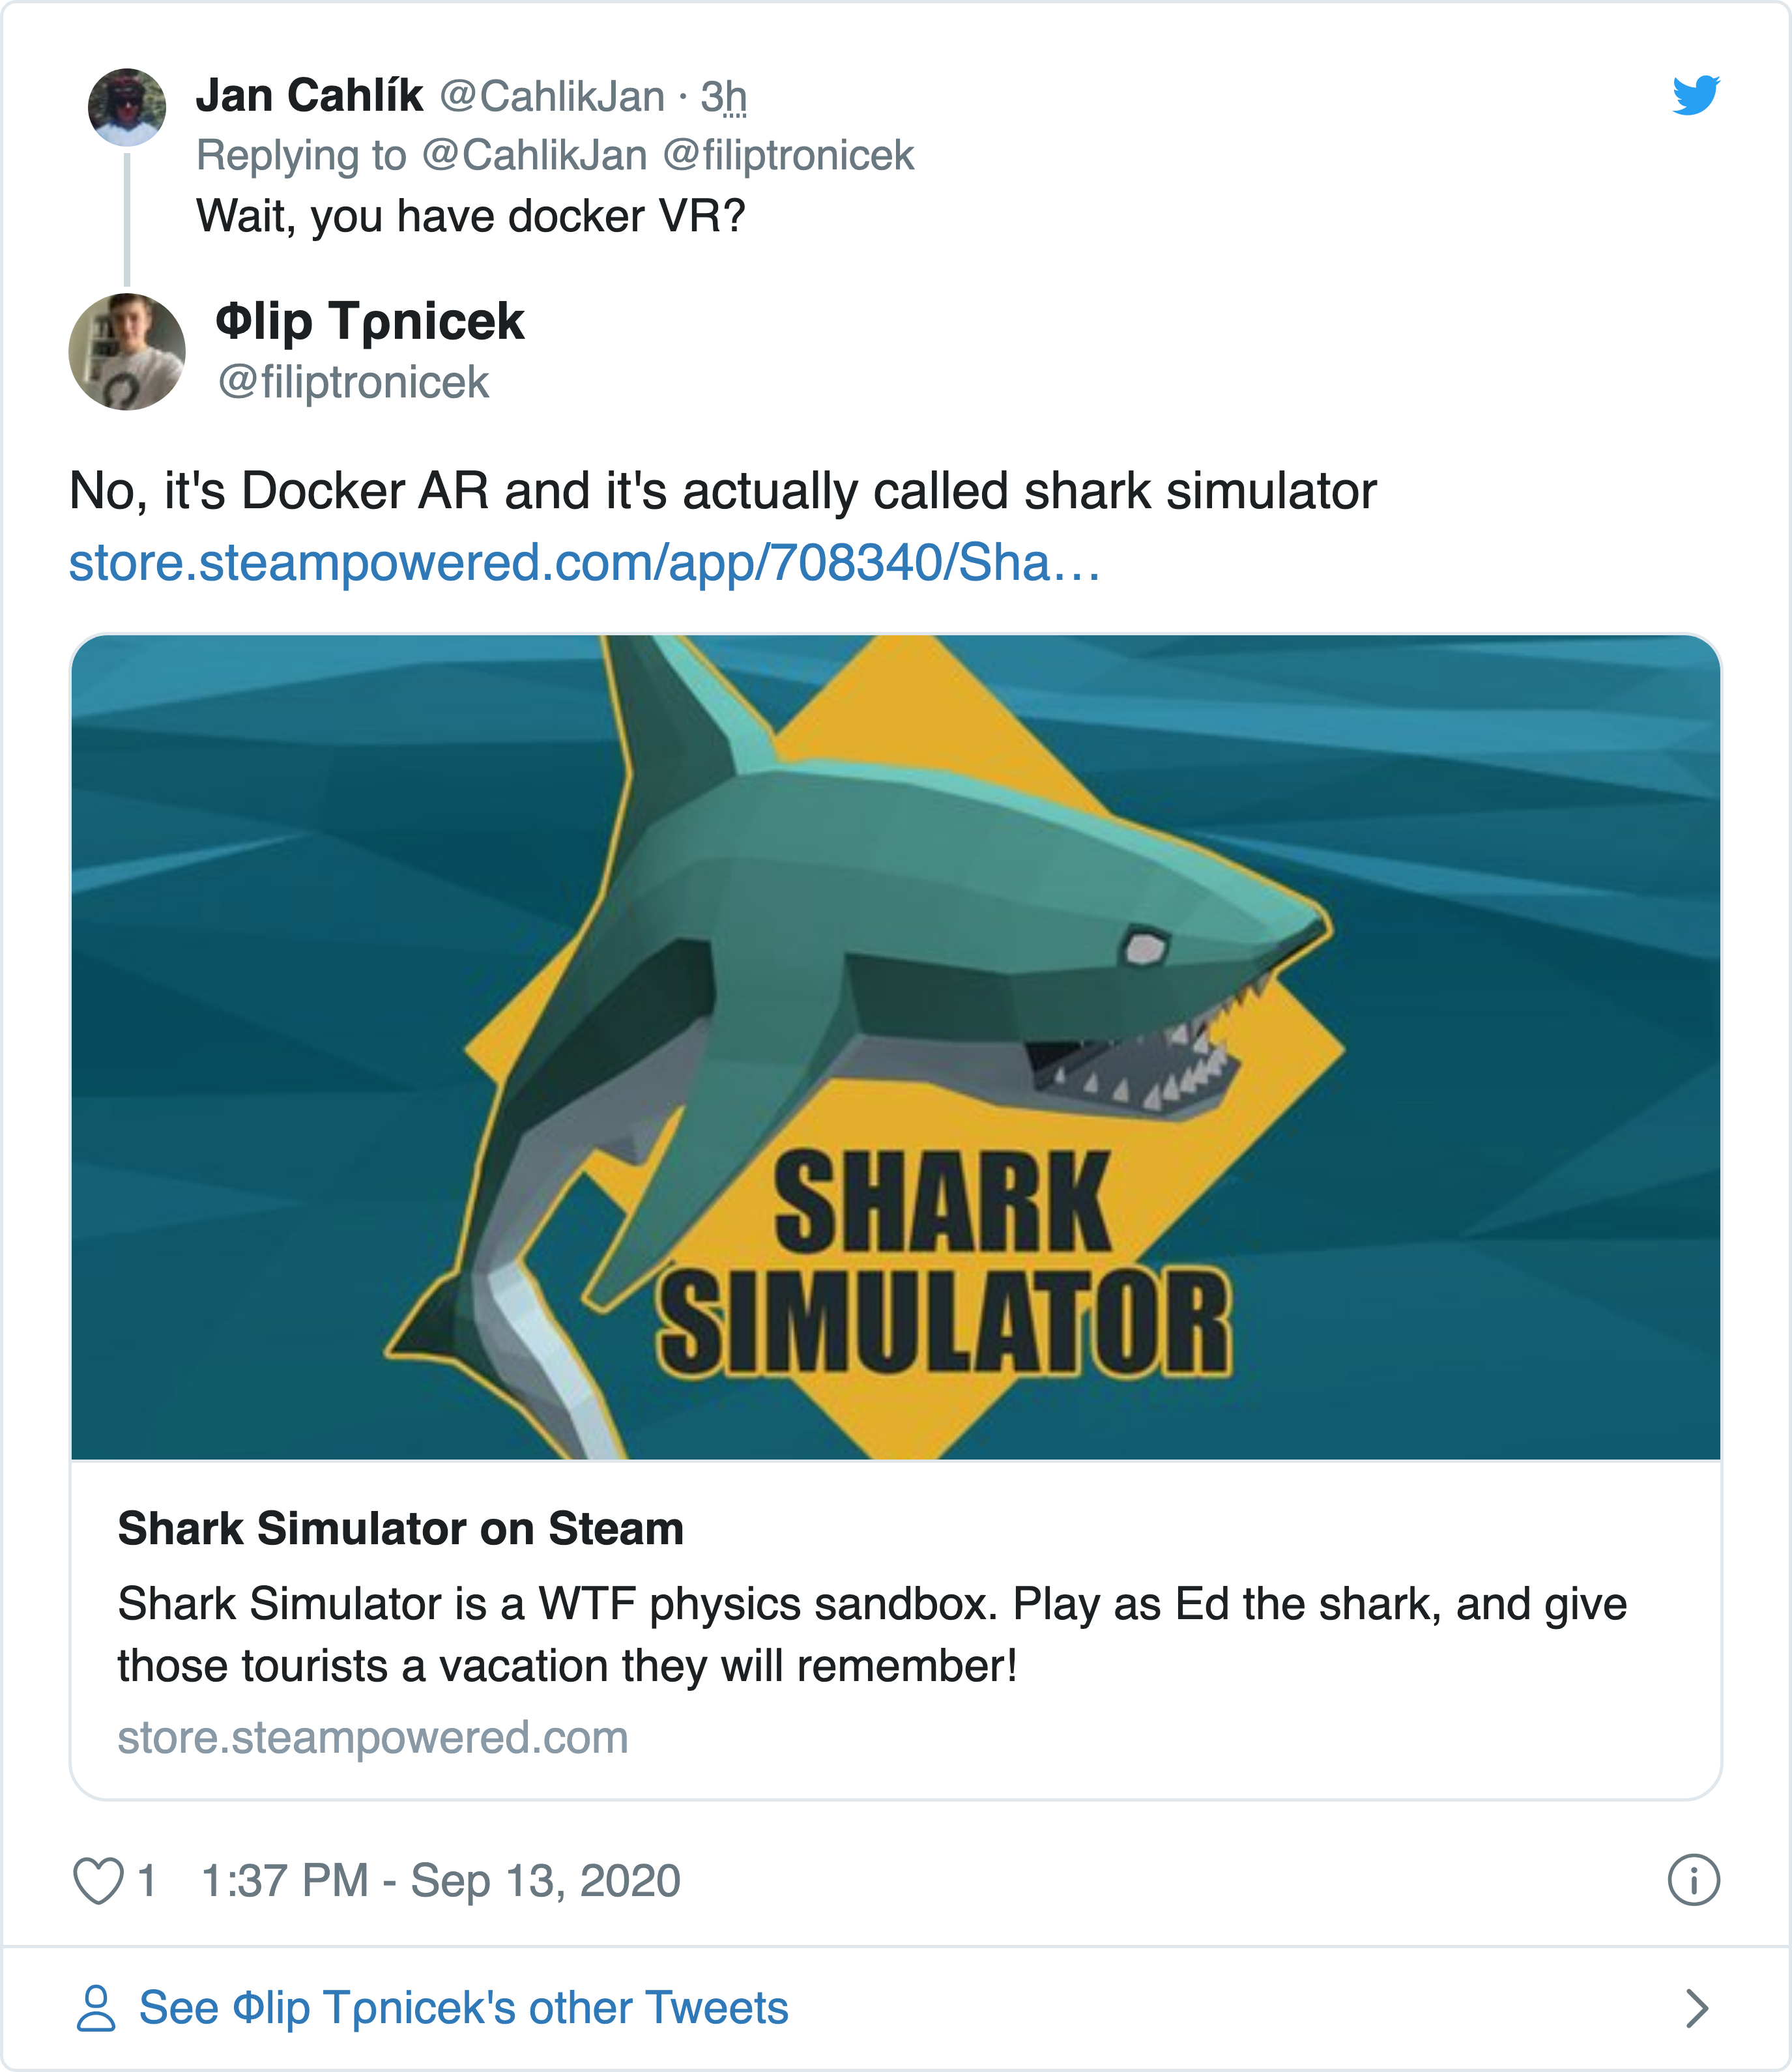 Jan Cahlík @CahlikJan · 3h
Replying to @CahlikJan @filiptronicek
Wait, you have docker VR?
Φlip Tρnicek
@filiptronicek
No, it's Docker AR and it's actually called shark simulator
store.steampowered.com/app/708340/Sha…
SHARK
SIMULATOR
Shark Simulator on Steam
Shark Simulator is a WTF physics sandbox. Play as Ed the shark, and give
those tourists a vacation they will remember!
store.steampowered.com
1 1:37 PM - Sep 13, 2020
See Φlip Tρnicek's other Tweets